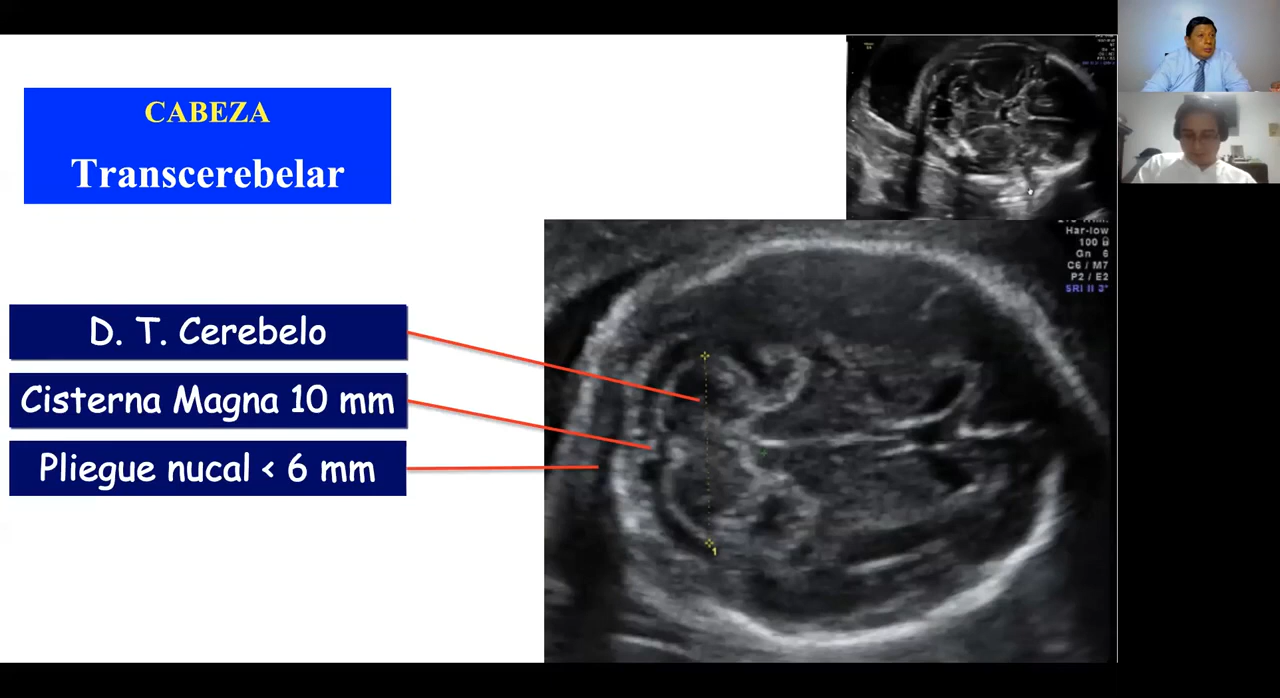 CABEZA
Transcerebelar
D. T. Cerebelo
Cisterna Magna 10 mm
Pliegue nucal < 6 mm
Har-low
100
Gn 6
C6 / M7
P2 / E2
SRI II 3
1